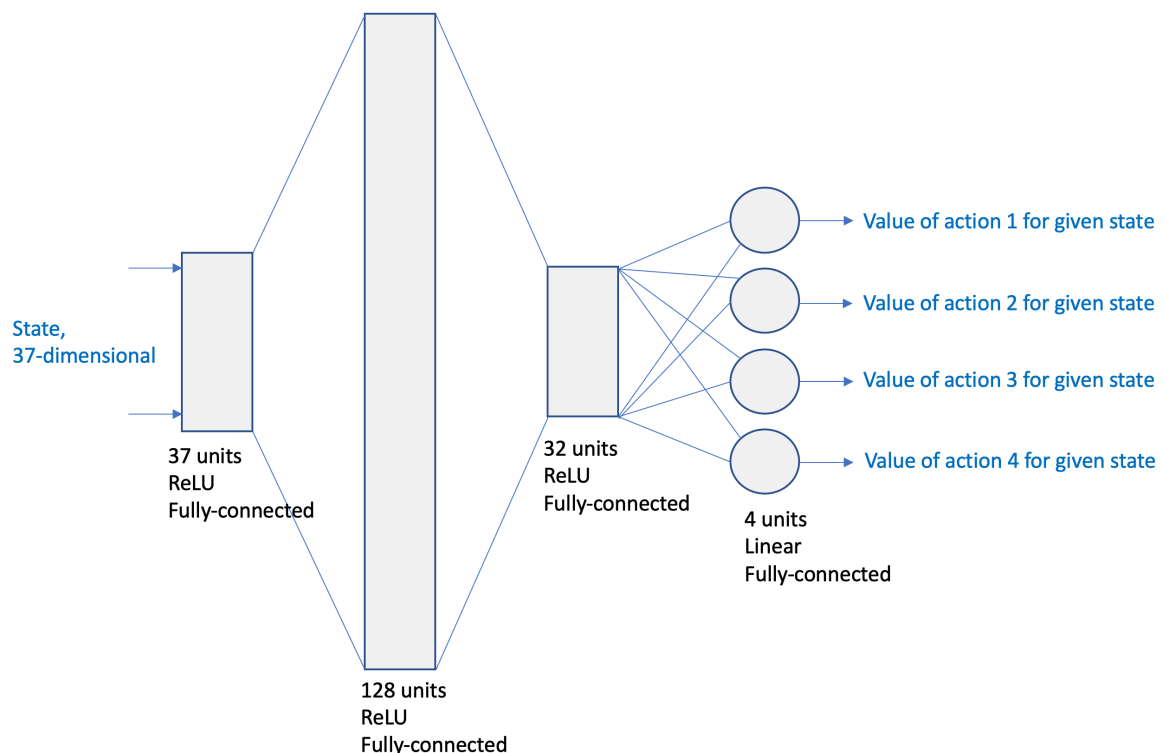 State,
37-dimensional
37 units
ReLU
Fully-connected
128 units
ReLU
Fully-connected
32 units
ReLU
Fully-connected
4 units
Linear
Fully-connected
Value of action 1 for given state
Value of action 2 for given state
Value of action 3 for given state
Value of action 4 for given state